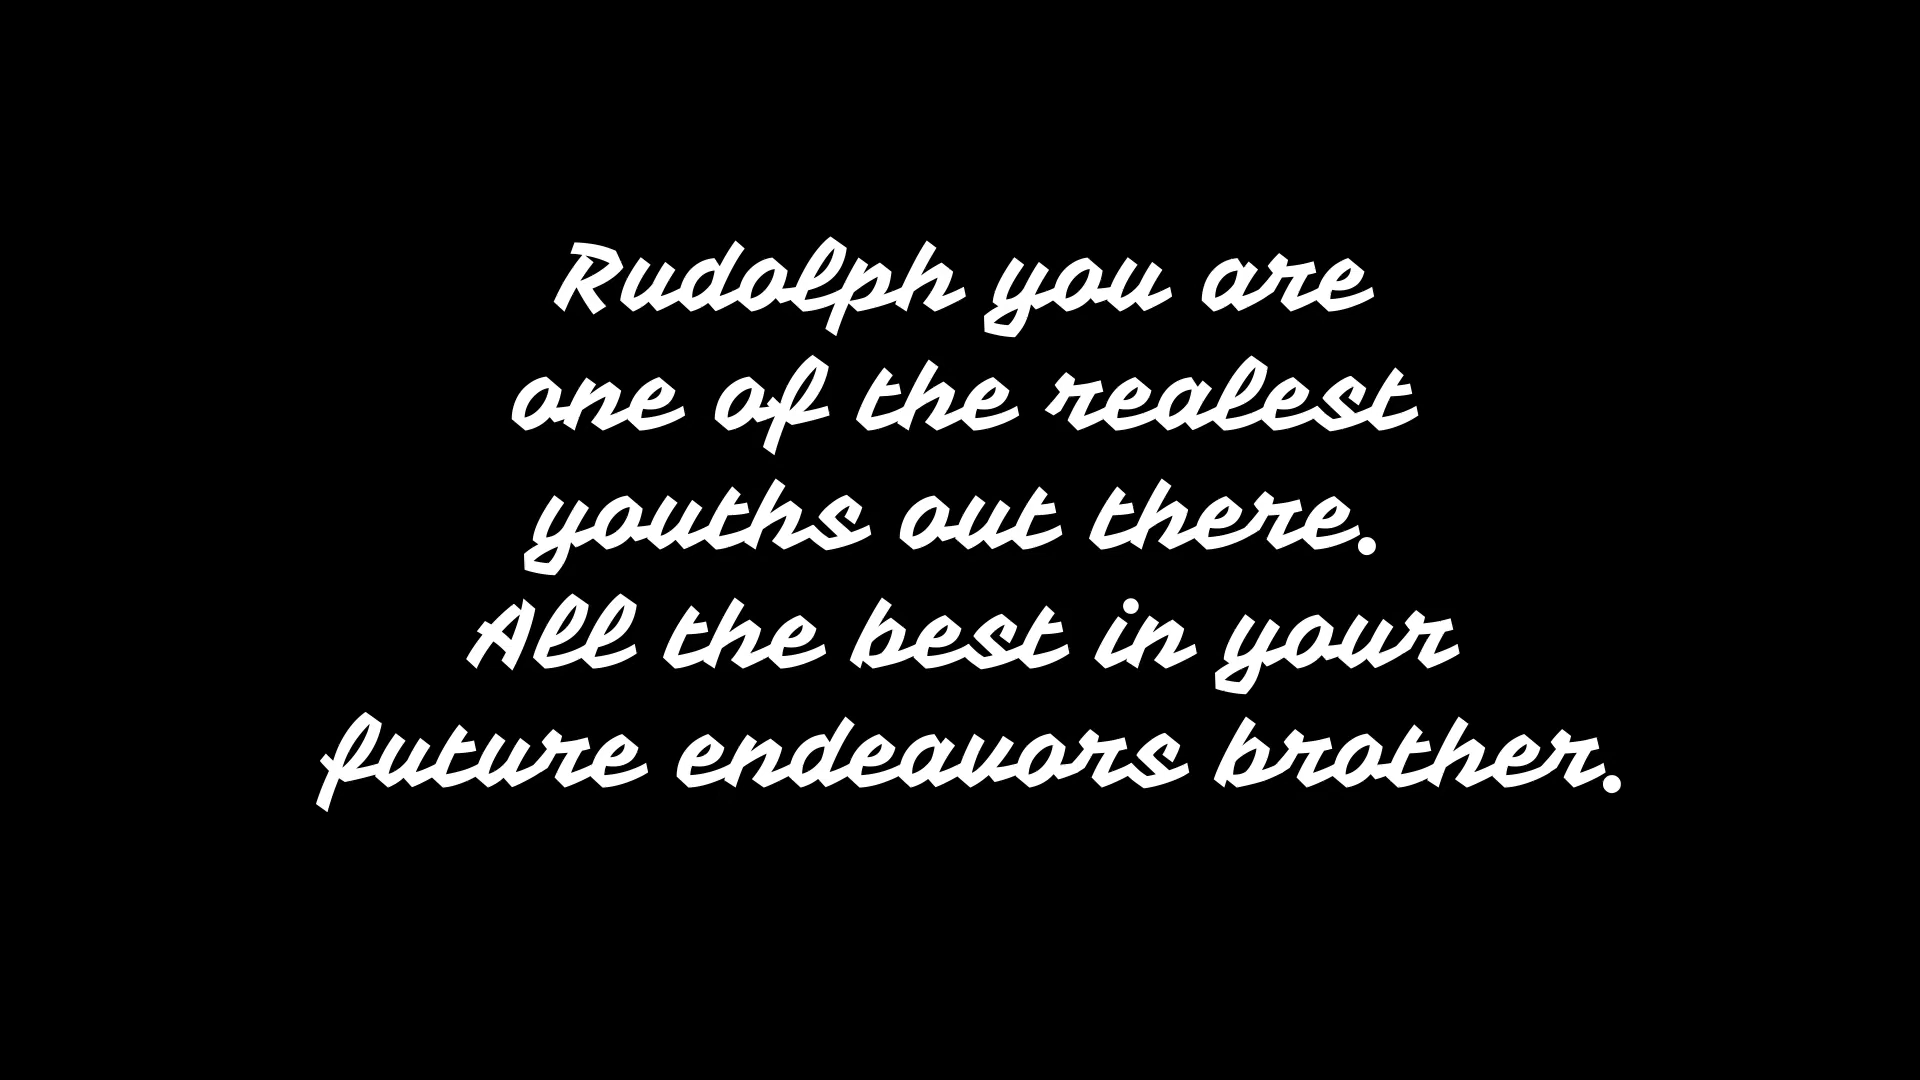 Rudolph you are
one of the realest
youths out there.
All the best in your
future endeavors brother.